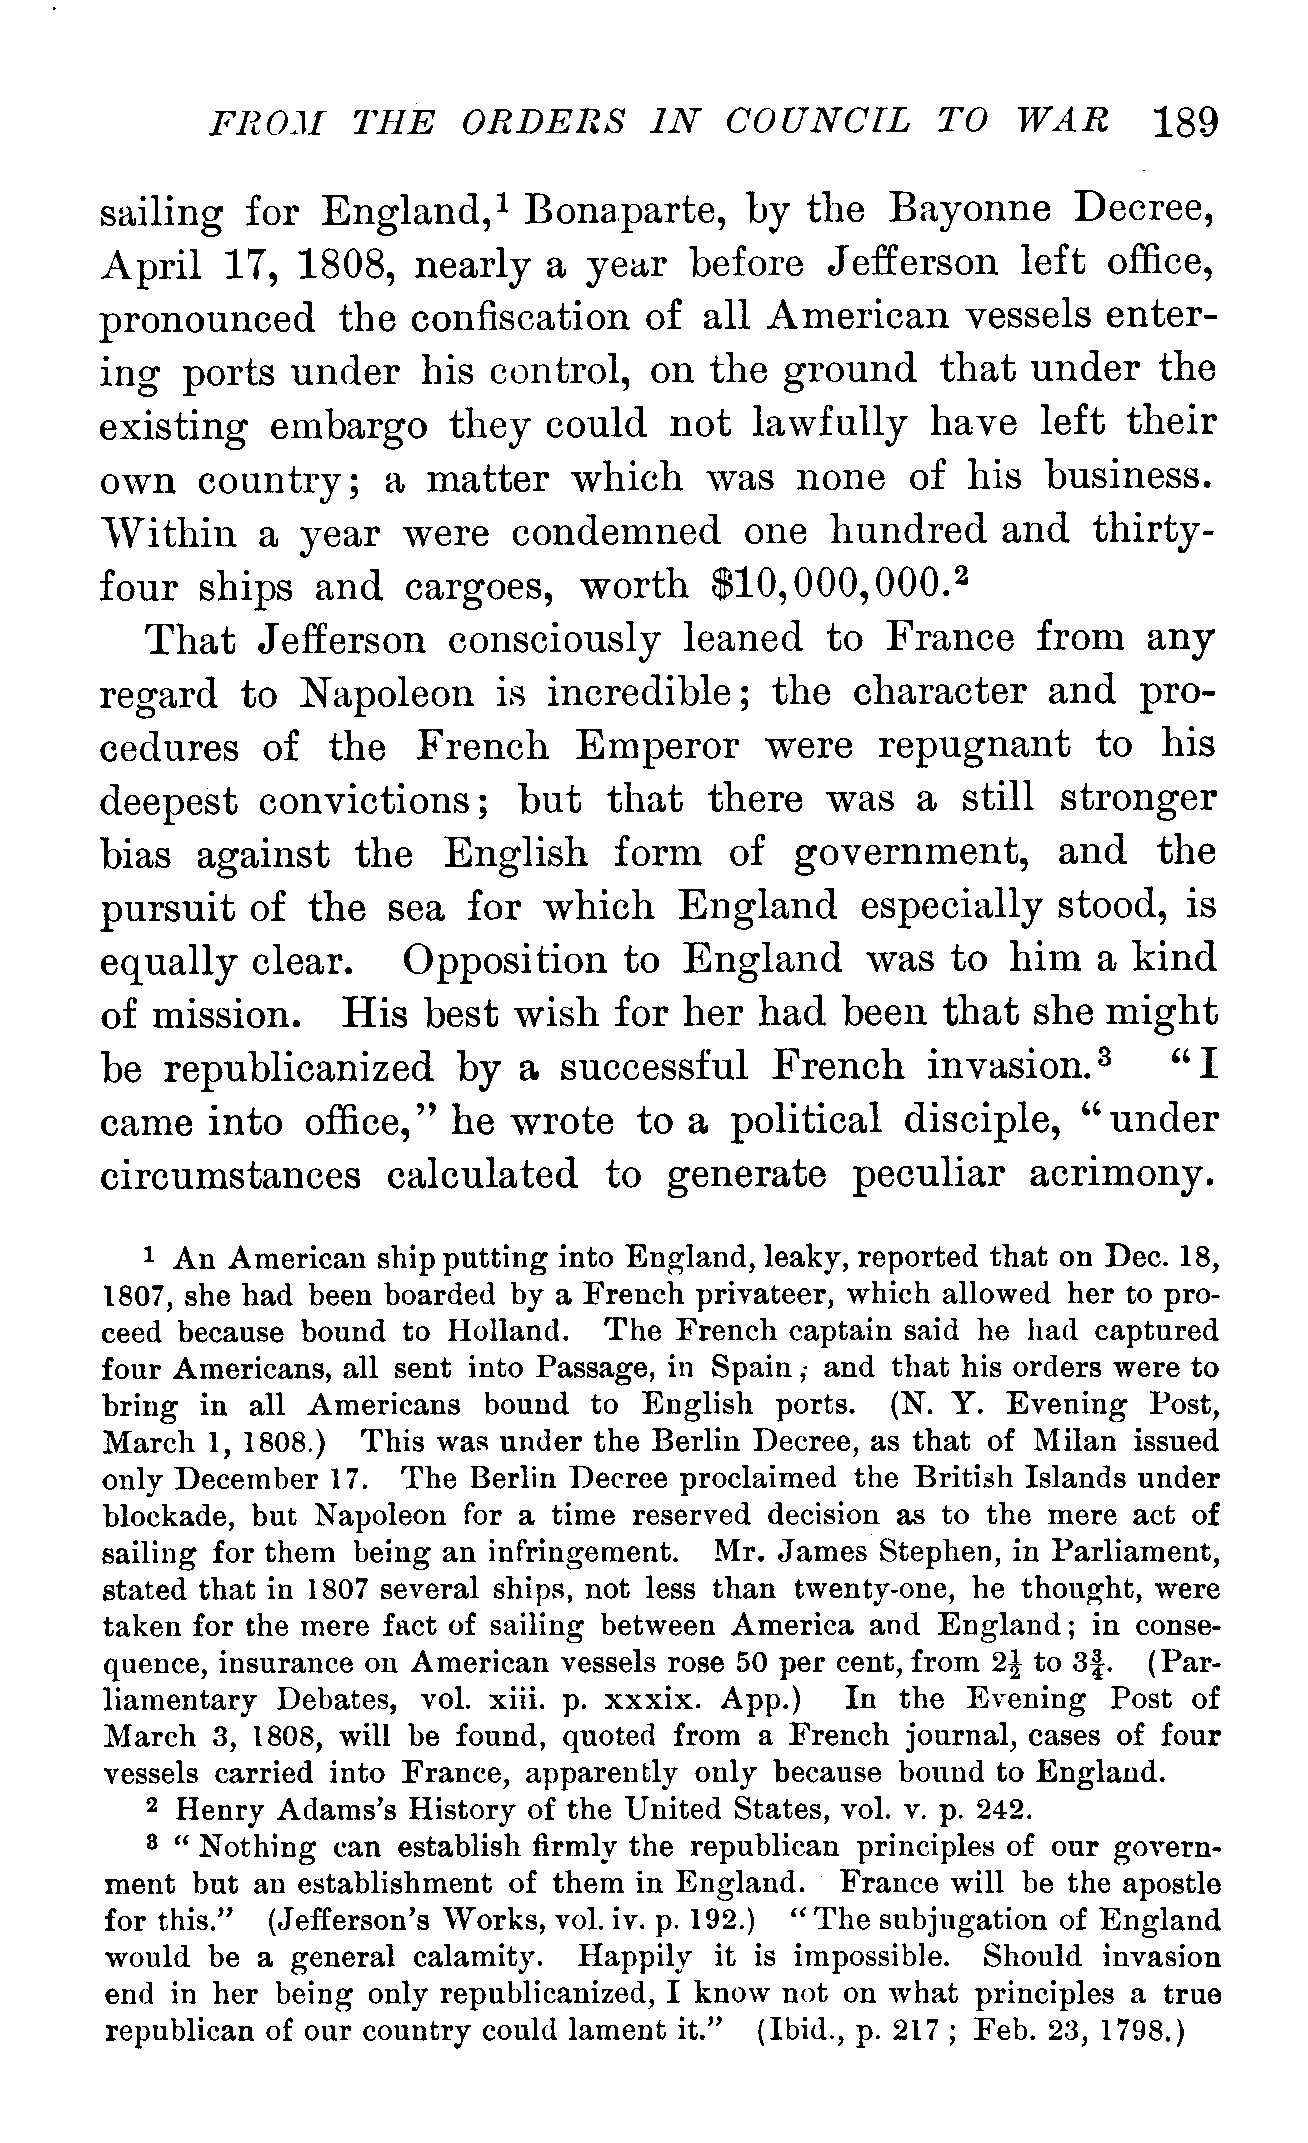 FROM THE ORDERS IN COUNCIL TO WAR 189
sailing for England,¹ Bonaparte, by the Bayonne Decree,
April 17, 1808, nearly a year before Jefferson left office,
pronounced the confiscation of all American vessels enter-
ing ports under his control, on the ground that under the
existing embargo they could not lawfully have left their
own country; a matter which was none of his business.
Within a year were condemned one hundred and thirty-
four ships and cargoes, worth $10,000,000.²
That Jefferson consciously leaned to France from any
regard to Napoleon is incredible; the character and pro-
cedures of the French Emperor were repugnant to his
deepest convictions; but that there was a still stronger
bias against the English form of government, and the
pursuit of the sea for which England especially stood, is
equally clear. Opposition to England was to him a kind
of mission. His best wish for her had been that she might
be republicanized by a successful French invasion.³ "I
came into office," he wrote to a political disciple, "under
circumstances calculated to generate peculiar acrimony.
¹ An American ship putting into England, leaky, reported that on Dec. 18,
1807, she had been boarded by a French privateer, which allowed her to pro-
ceed because bound to Holland. The French captain said he had captured
four Americans, all sent into Passage, in Spain; and that his orders were to
bring in all Americans bound to English ports. (N. Y. Evening Post,
March 1, 1808.) This was under the Berlin Decree, as that of Milan issued
only December 17. The Berlin Decree proclaimed the British Islands under
blockade, but Napoleon for a time reserved decision as to the mere act of
sailing for them being an infringement. Mr. James Stephen, in Parliament,
stated that in 1807 several ships, not less than twenty-one, he thought, were
taken for the mere fact of sailing between America and England; in conse-
quence, insurance on American vessels rose 50 per cent, from 2½ to 3¾. (Par-
liamentary Debates, vol. xiii. p. xxxix. App.) In the Evening Post of
March 3, 1808, will be found, quoted from a French journal, cases of four
vessels carried into France, apparently only because bound to England.
² Henry Adams's History of the United States, vol. v. p. 242.
³ "Nothing can establish firmly the republican principles of our govern-
ment but an establishment of them in England. France will be the apostle
for this." (Jefferson's Works, vol. iv. p. 192.) "The subjugation of England
would be a general calamity. Happily it is impossible. Should invasion
end in her being only republicanized, I know not on what principles a true
republican of our country could lament it." (Ibid., p. 217; Feb. 23, 1798.)